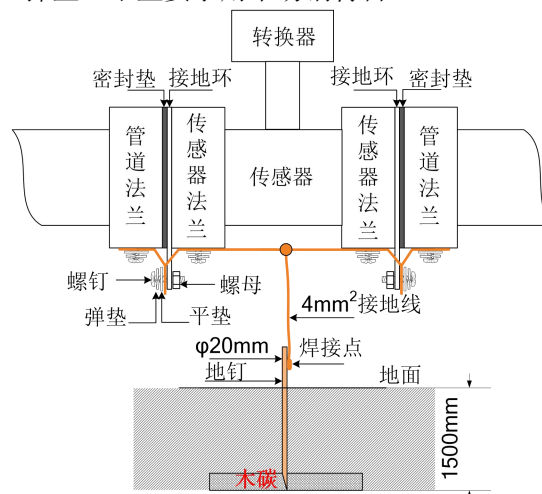 转换器
密封垫 接地环
接地环 密封垫
管道法兰
传感器法兰
传感器
传感器法兰
管道法兰
螺钉
螺母
弹垫
平垫
4mm²接地线
φ20mm
焊接点
地钉
地面
1500mm
木碳